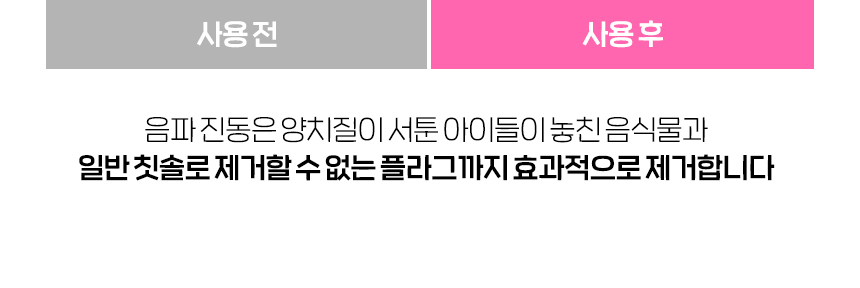 사용 전
사용 후
음파 진동은 양치질이 서툰 아이들이 놓친 음식물과
일반 칫솔로 제거할 수 없는 플라그까지 효과적으로 제거합니다